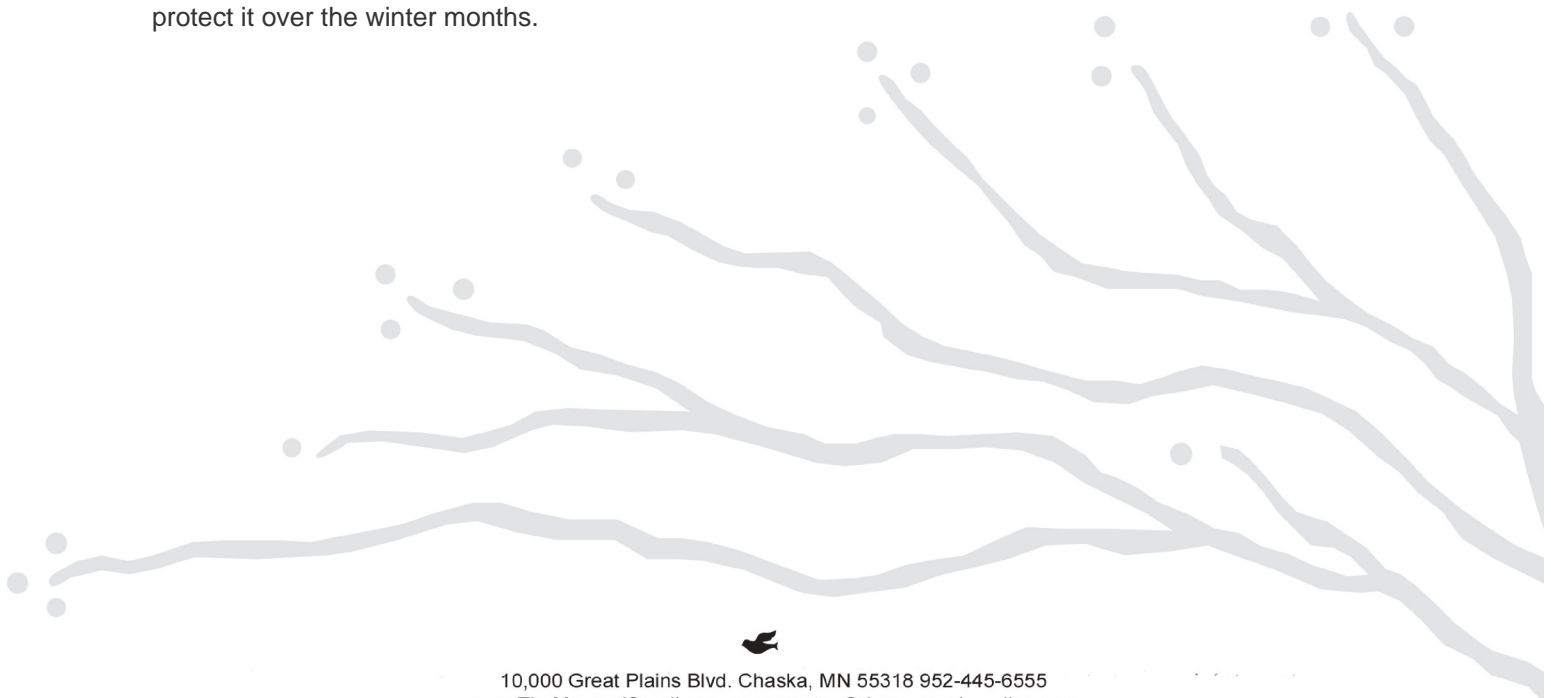 protect it over the winter months.
10,000 Great Plains Blvd. Chaska, MN 55318 952-445-6555